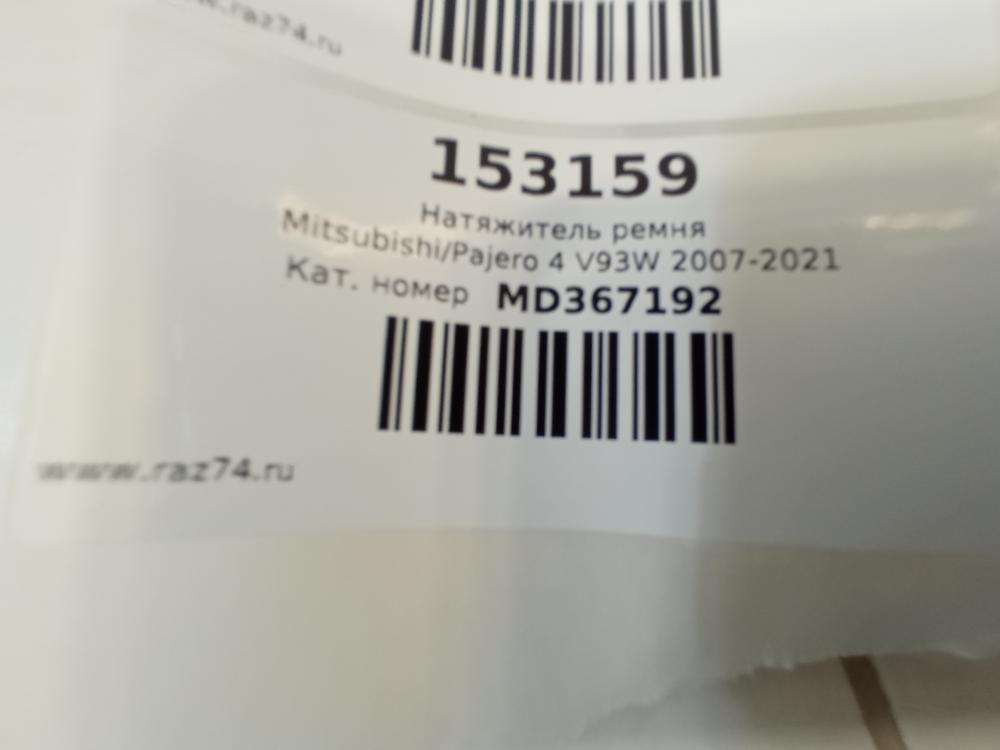 www.raz74.ru
153159
Натяжитель ремня
Mitsubishi/Pajero 4 V93W 2007-2021
Кат. номер MD367192
www.raz74.ru